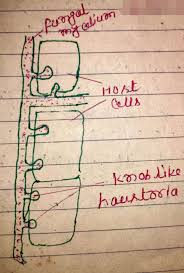 fungal
mycelium
Host
cells
Knob like
haustoria